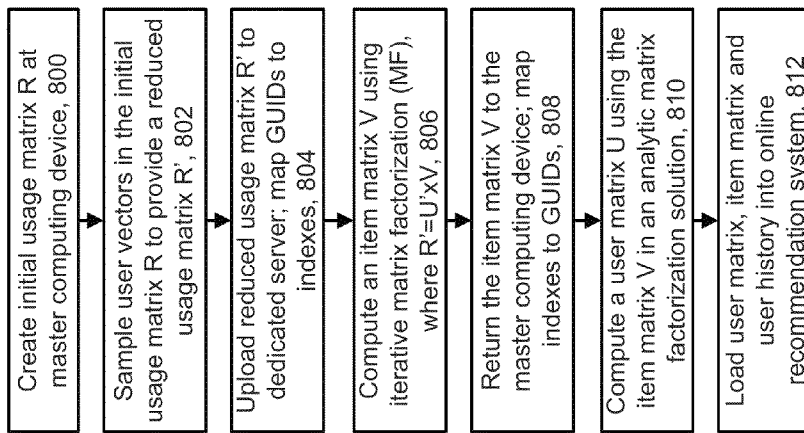 Create initial usage matrix R at
master computing device, 800
Sample user vectors in the initial
usage matrix R to provide a reduced
usage matrix R', 802
Upload reduced usage matrix R' to
dedicated server; map GUIDs to
indexes, 804
Compute an item matrix V using
iterative matrix factorization (MF),
where R'=U'xV, 806
Return the item matrix V to the
master computing device; map
indexes to GUIDs, 808
Compute a user matrix U using the
item matrix V in an analytic matrix
factorization solution, 810
Load user matrix, item matrix and
user history into online
recommendation system, 812